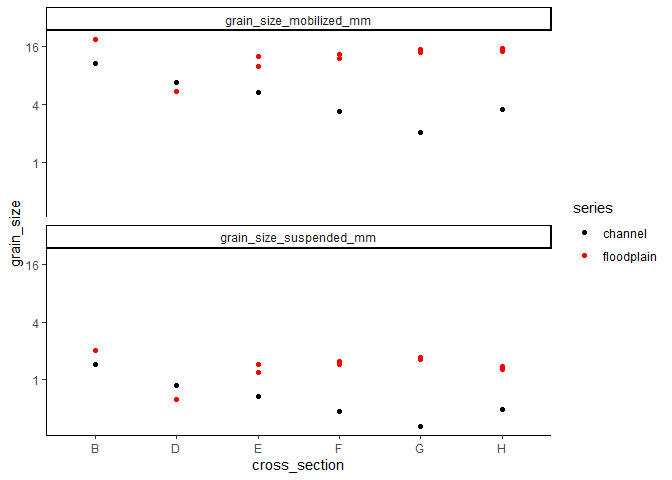 grain_size_mobilized_mm
16
4
1
grain_size
grain_size_suspended_mm
16
4
1
B D E F G H
cross_section
series
channel
floodplain